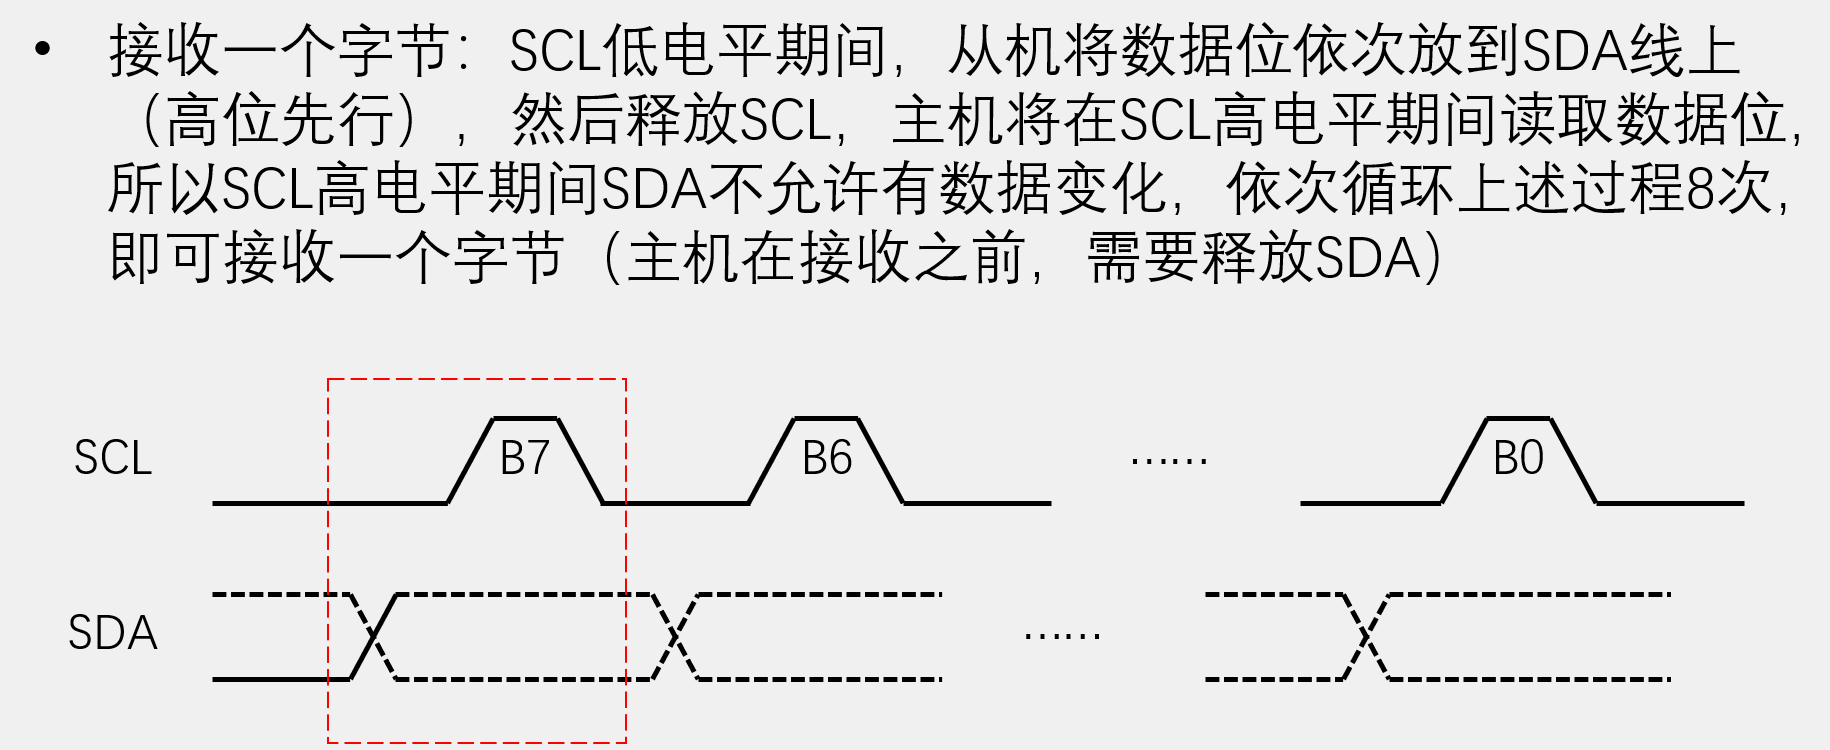 • 接收一个字节：SCL低电平期间，从机将数据位依次放到SDA线上
（高位先行），然后释放SCL，主机将在SCL高电平期间读取数据位，
所以SCL高电平期间SDA不允许有数据变化，依次循环上述过程8次，
即可接收一个字节（主机在接收之前，需要释放SDA）
SCL B7 B6 …… B0
SDA ……